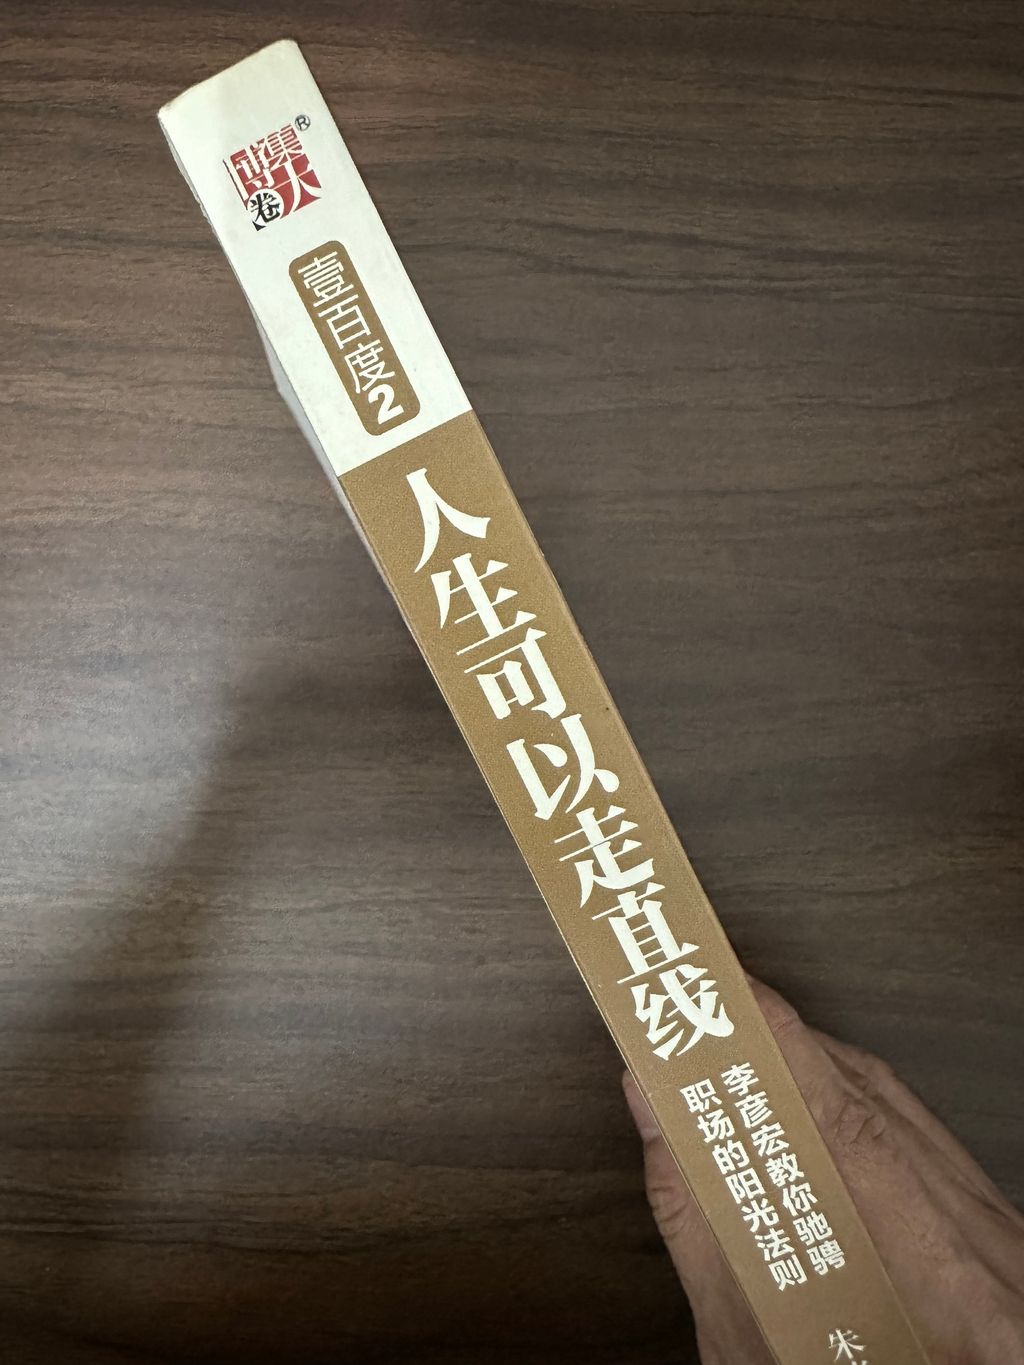 博集天卷®
壹百度2
人生可以走直线
李彦宏教你驰骋
职场的阳光法则
朱